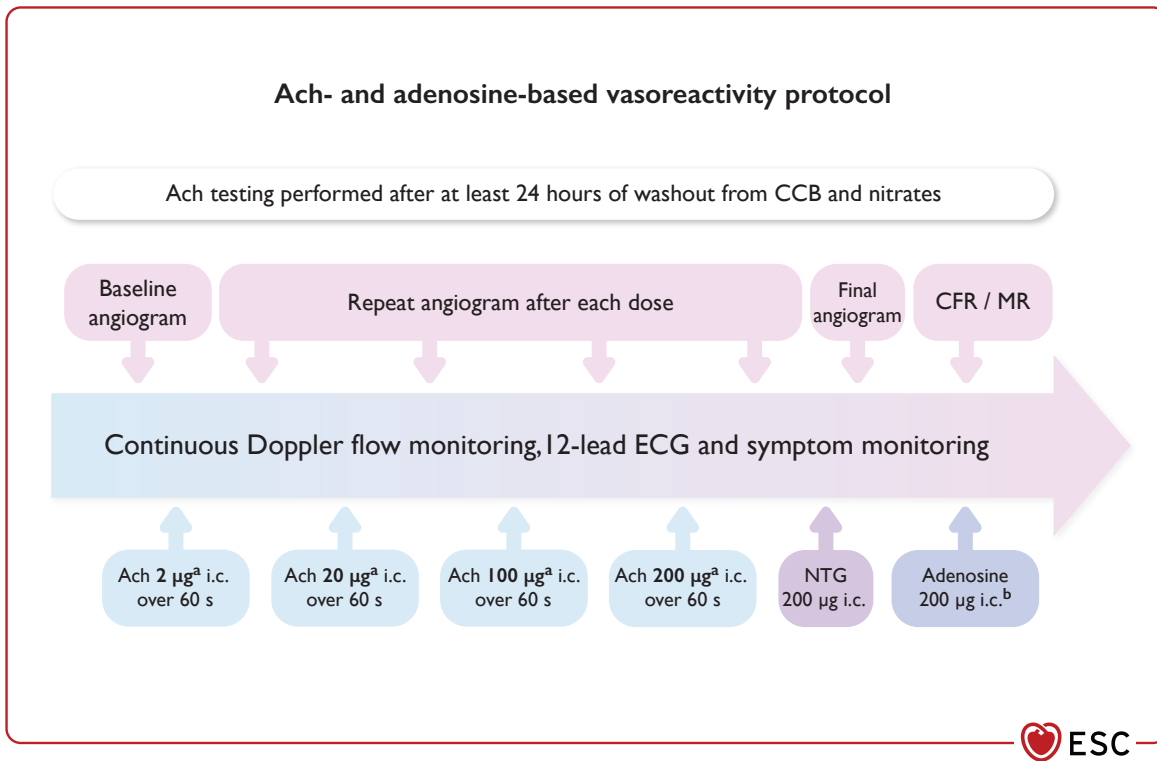 Ach- and adenosine-based vasoreactivity protocol
Ach testing performed after at least 24 hours of washout from CCB and nitrates
Baseline
angiogram
Repeat angiogram after each dose
Final
angiogram
CFR / MR
Continuous Doppler flow monitoring,12-lead ECG and symptom monitoring
Ach 2 μgᵃ i.c.
over 60 s
Ach 20 μgᵃ i.c.
over 60 s
Ach 100 μgᵃ i.c.
over 60 s
Ach 200 μgᵃ i.c.
over 60 s
NTG
200 μg i.c.
Adenosine
200 μg i.c.ᵇ
ESC